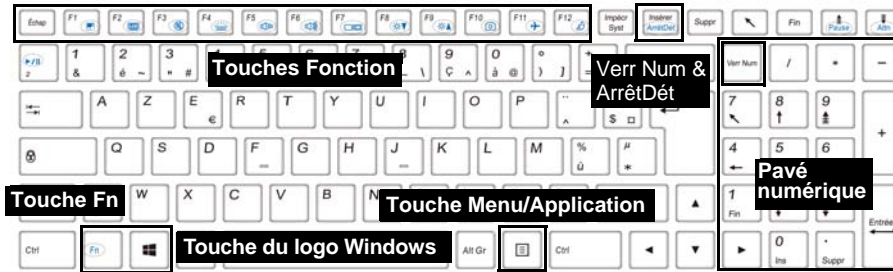 Échap F1 F2 F3 F4 F5 F6 F7 F8 F9 F10 F11 F12 Impécr Syst Insérer ArrêtDét Suppr Fin Pause Attn
2 1 & 2 é ~ 3 " # \ 9 ç ^ 0 à @ ° ) ] + Verr Num / * -
Touches Fonction
Verr Num &
ArrêtDét
A Z E € R T Y U I O P ¨ ^ $ ¤ 7 8 9 +
Q S D F G H J K L M % ù µ * 4 5 6
Pavé
numérique
Touche Fn
W X C V B N 1 Fin
Touche Menu/Application
Entrée
Ctrl Fn
Touche du logo Windows
Alt Gr Ctrl 0 Ins . Suppr